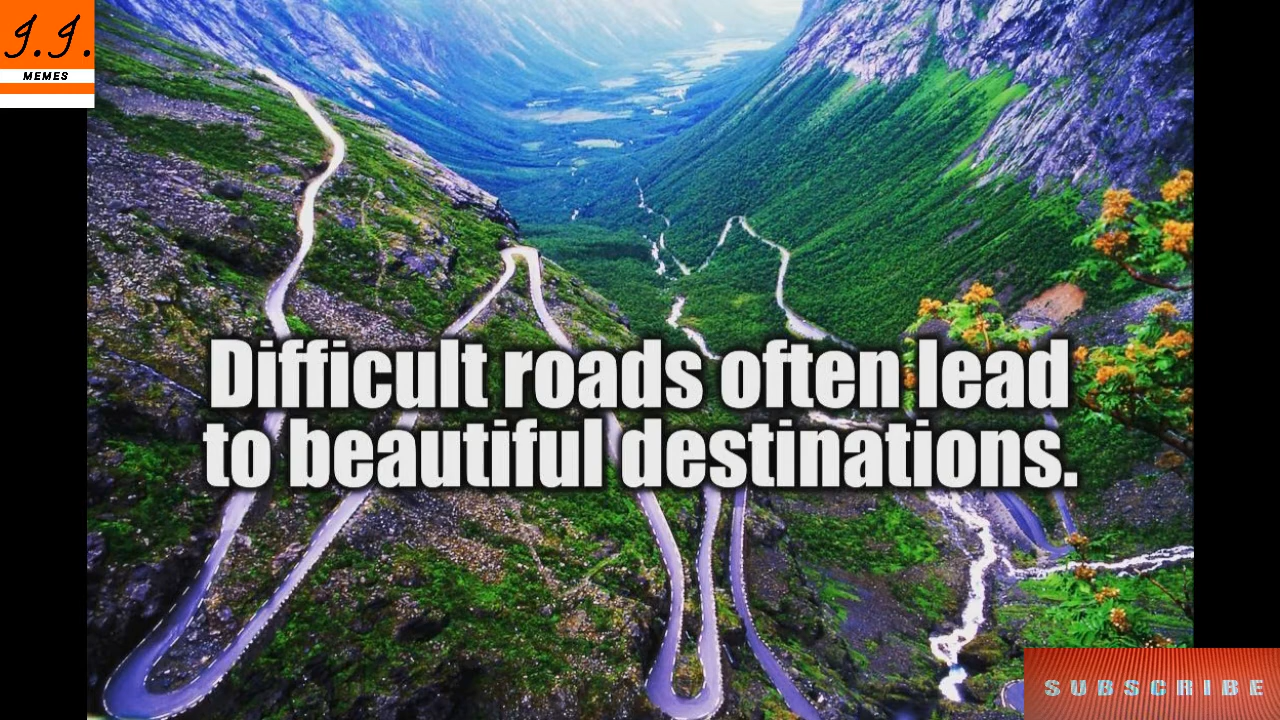 J.J.
MEMES
Difficult roads often lead
to beautiful destinations.
SUBSCRIBE